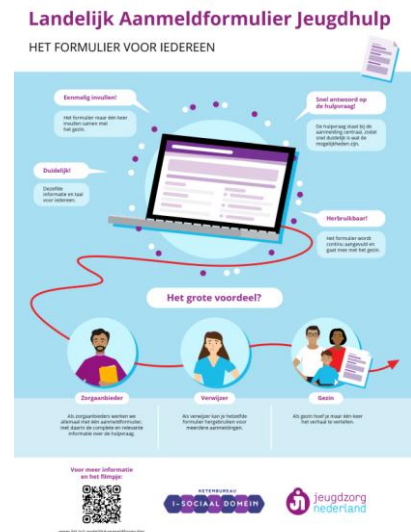 Landelijk Aanmeldformulier Jeugdhulp
HET FORMULIER VOOR IEDEREEN
Eenmalig invullen!
Het formulier maar één keer
invullen samen met
het gezin.
Snel antwoord op
de hulpvraag!
De hulpvraag staat bij de
aanmelding centraal, zodat
snel duidelijk is wat de
mogelijkheden zijn.
Duidelijk!
Dezelfde
informatie en taal
voor iedereen.
Herbruikbaar!
Het formulier wordt
continu aangevuld en
gaat mee met het gezin.
Het grote voordeel?
Zorgaanbieder
Als zorgaanbieders werken we
allemaal met één aanmeldformulier,
met daarin de complete en relevante
informatie over de hulpvraag.
Verwijzer
Als verwijzer kan je hetzelfde
formulier hergebruiken voor
meerdere aanmeldingen.
Gezin
Als gezin hoef je maar één keer
het verhaal te vertellen.
Voor meer informatie
en het filmpje:
KETENBUREAU
I-SOCIAAL DOMEIN
jeugdzorg
nederland